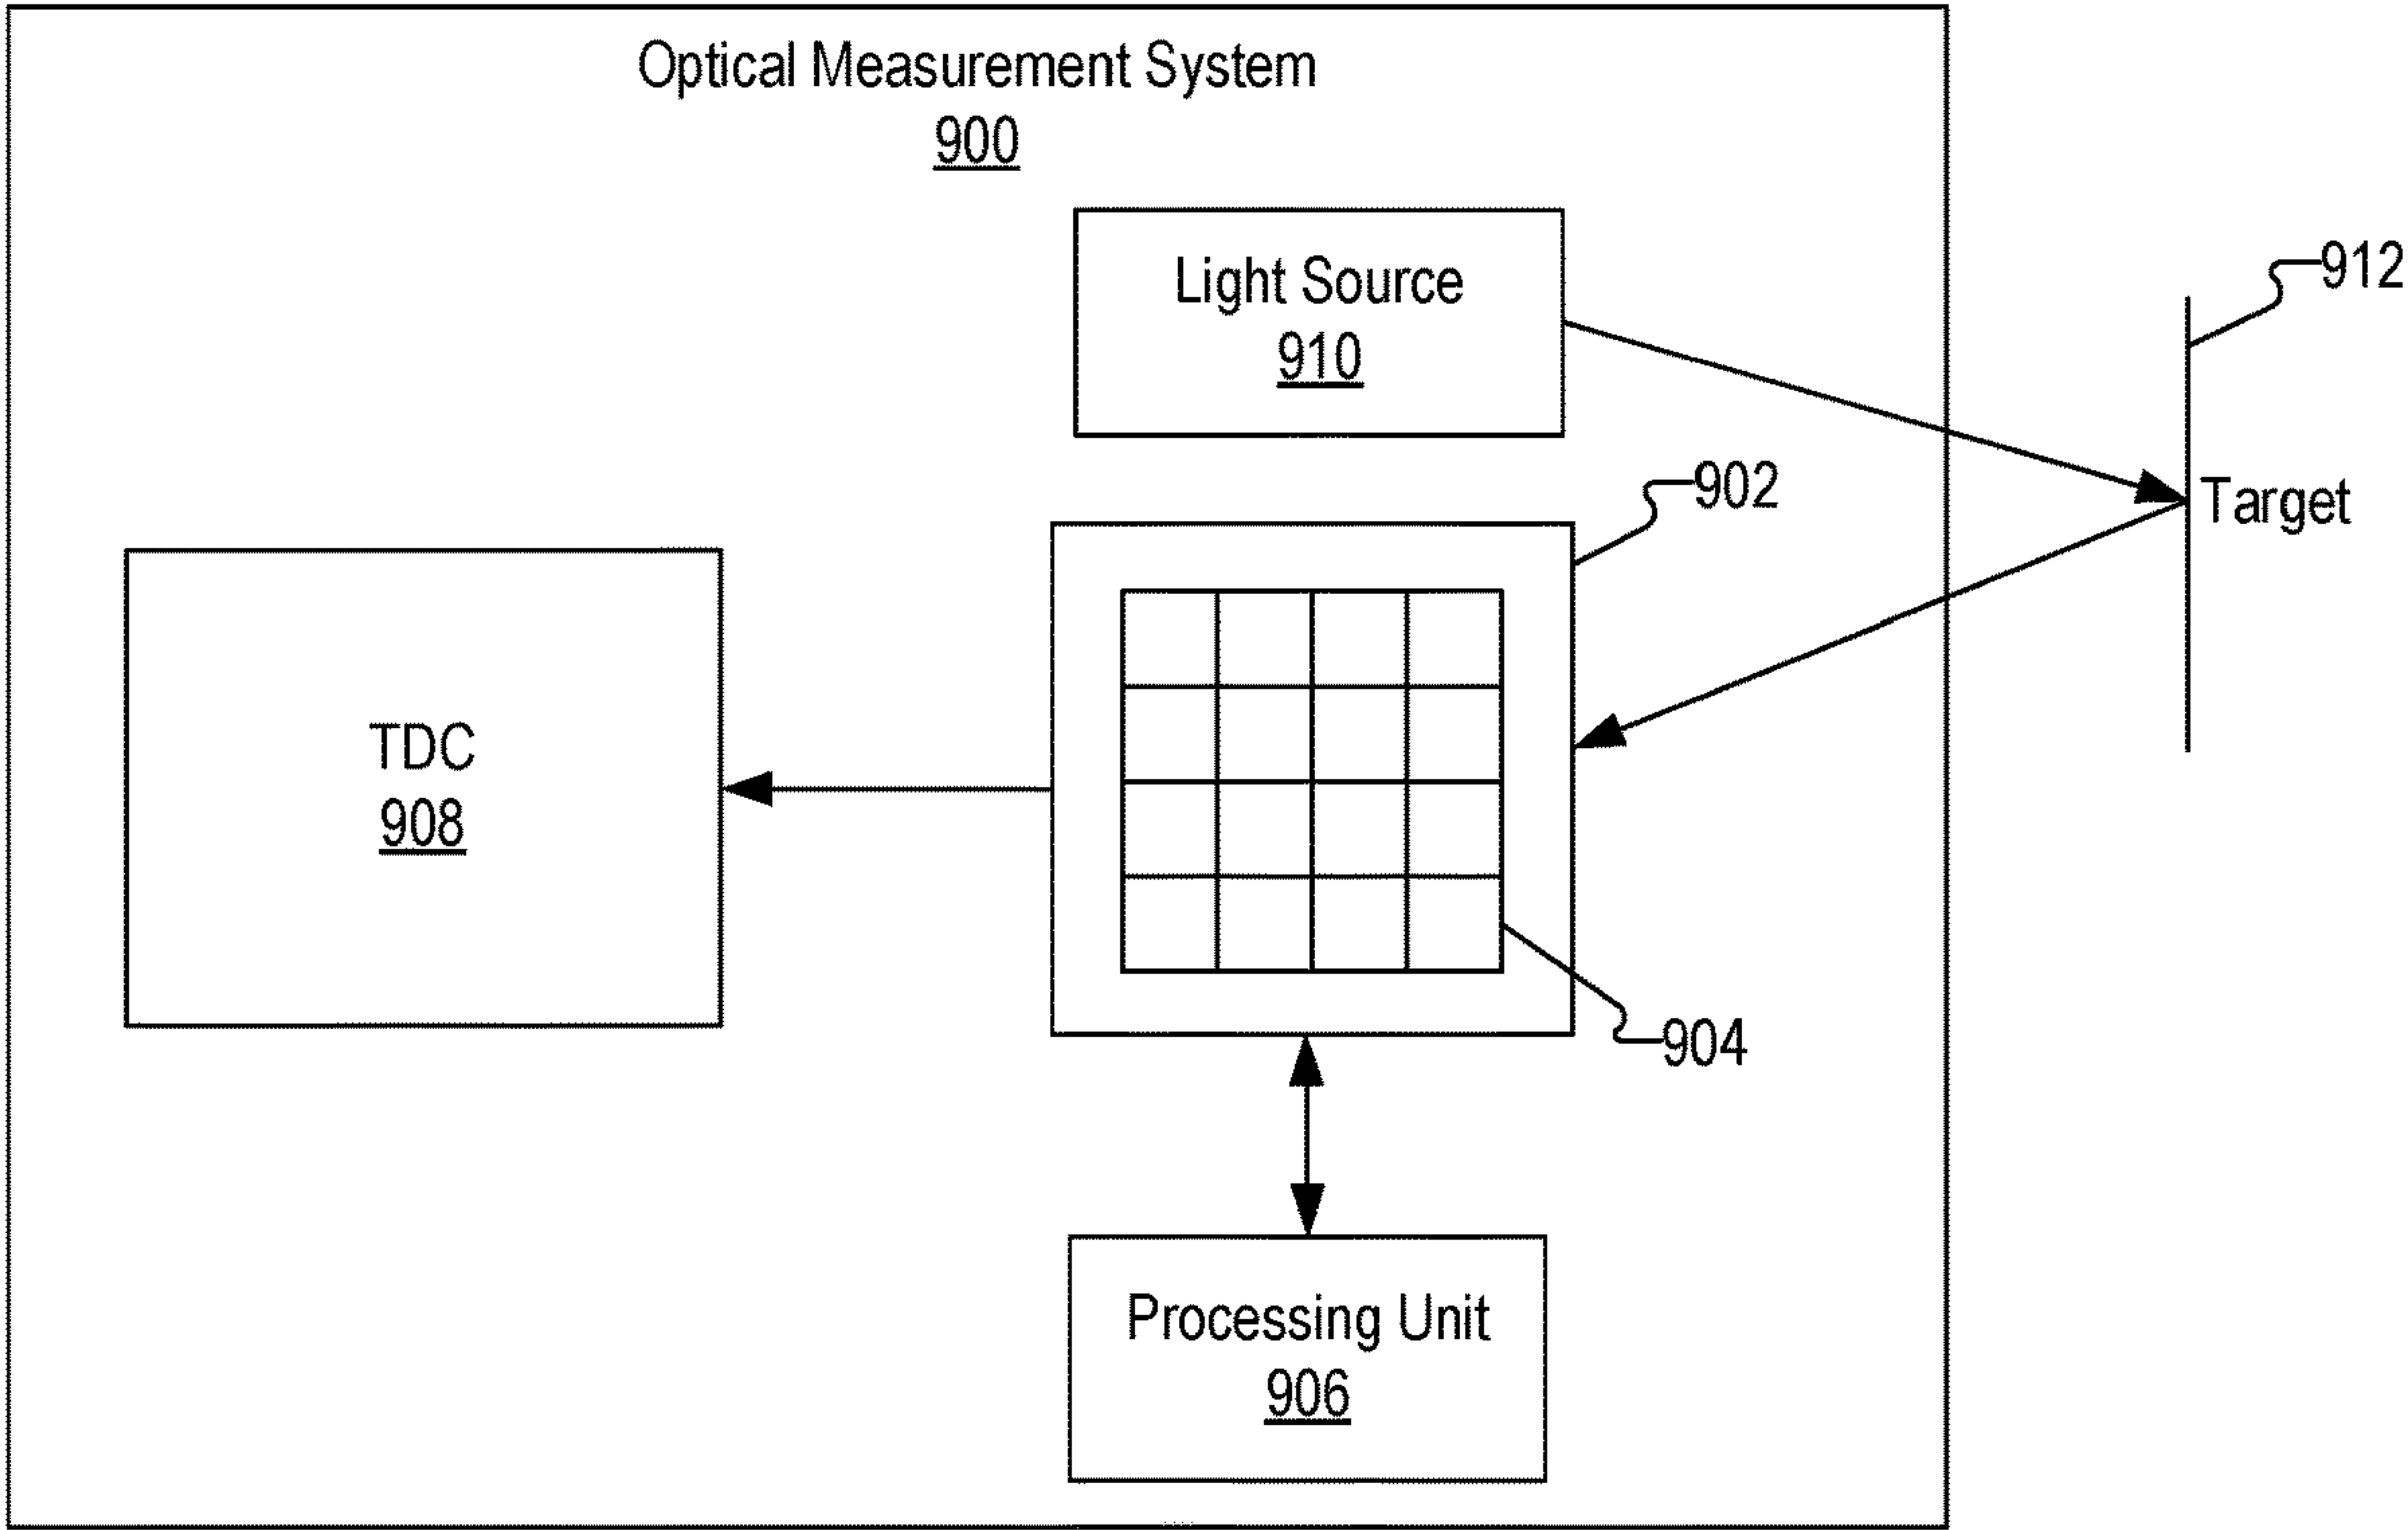 Optical Measurement System
900
Light Source
910
912
902
Target
TDC
908
904
Processing Unit
906